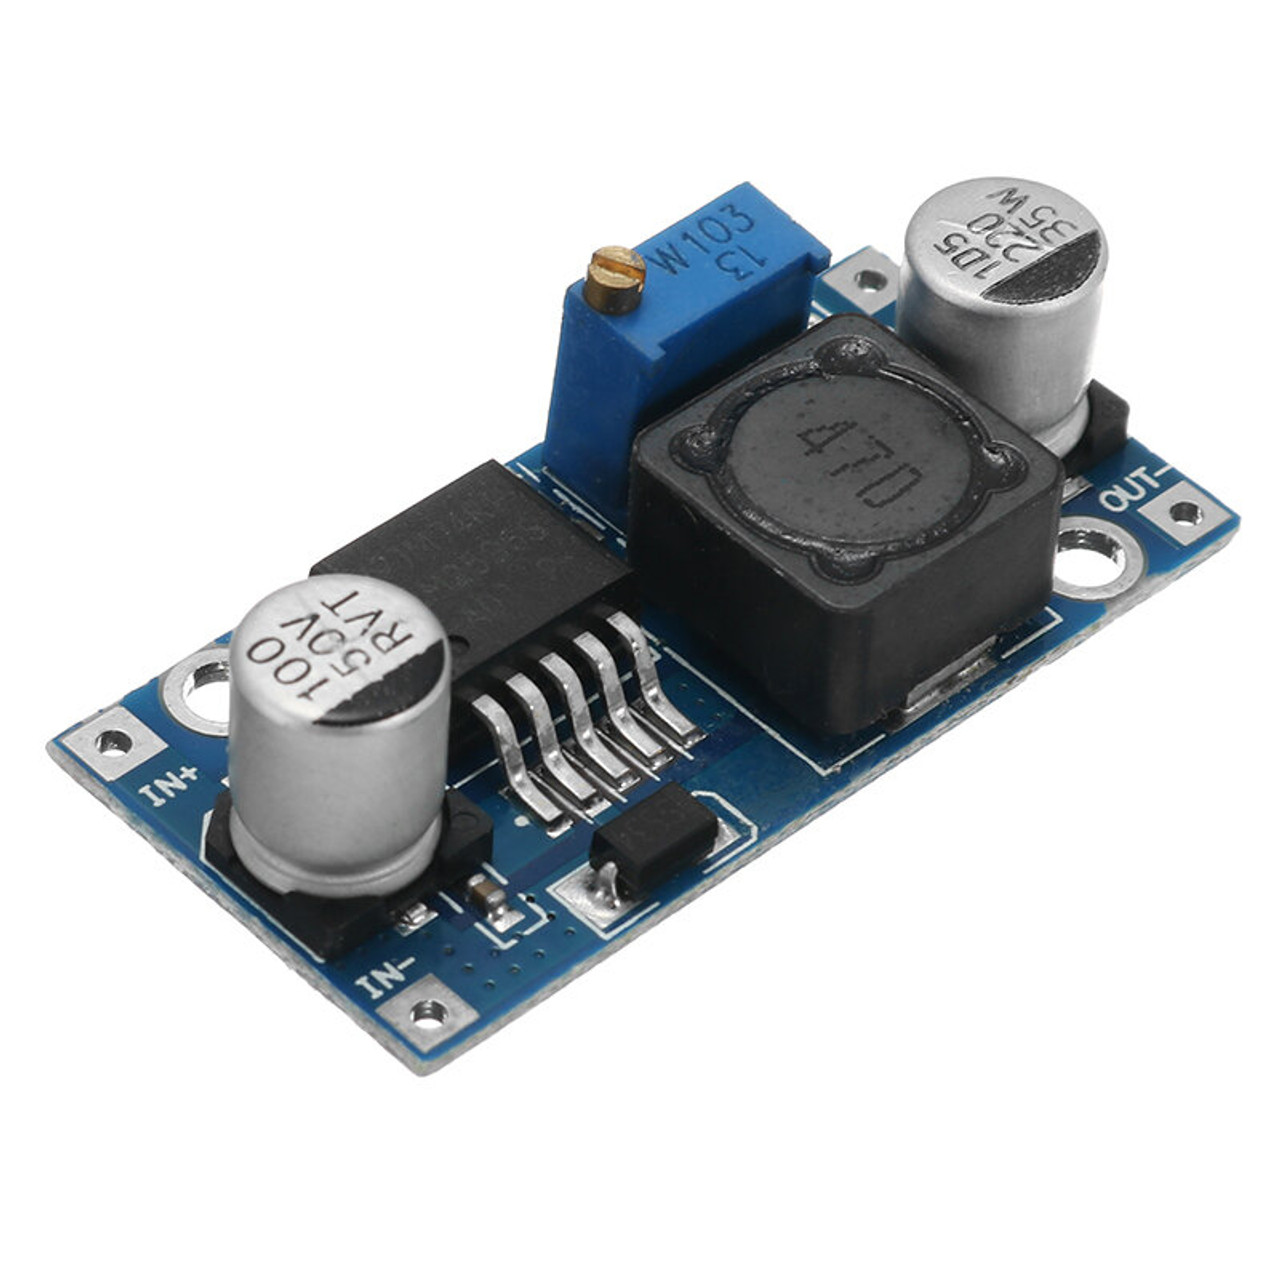 W103
13
1D5
220
35W
470
100
50V
RVT
IN+
IN-
OUT-